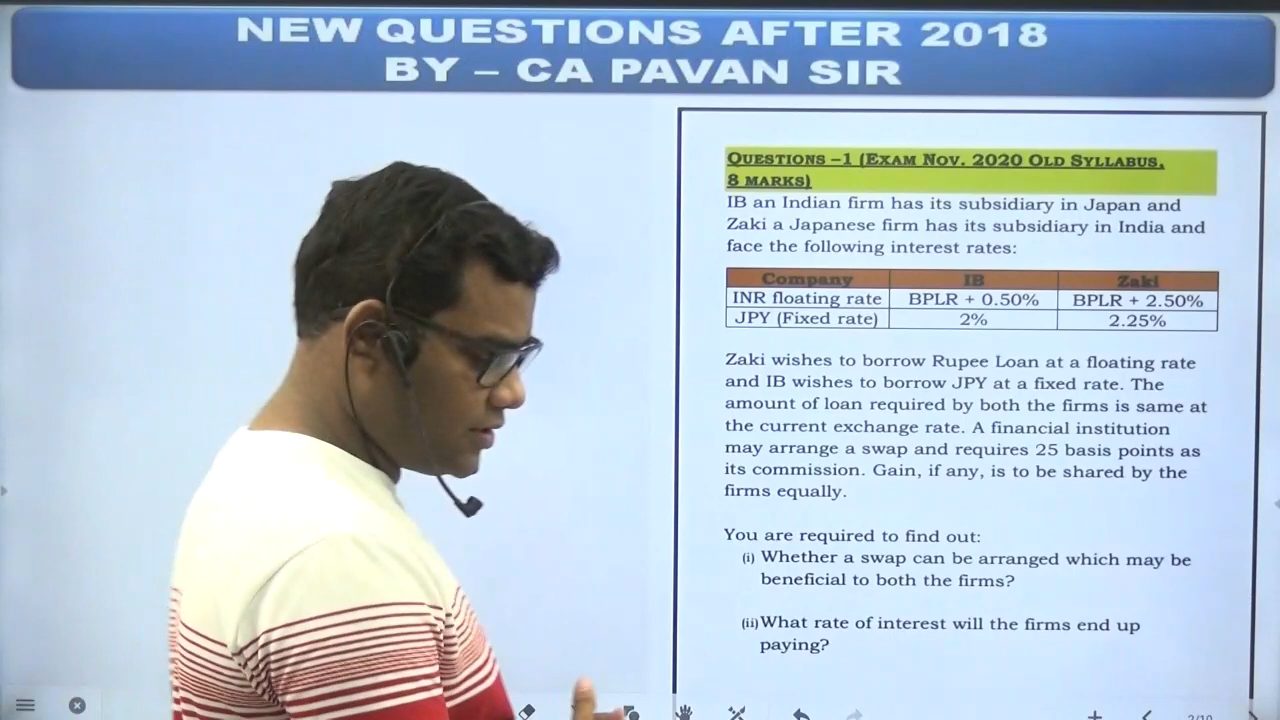 NEW QUESTIONS AFTER 2018
BY – CA PAVAN SIR
QUESTIONS –1 (EXAM NOV. 2020 OLD SYLLABUS,
8 MARKS)
IB an Indian firm has its subsidiary in Japan and
Zaki a Japanese firm has its subsidiary in India and
face the following interest rates:
Company IB Zaki
INR floating rate BPLR + 0.50% BPLR + 2.50%
JPY (Fixed rate) 2% 2.25%
Zaki wishes to borrow Rupee Loan at a floating rate
and IB wishes to borrow JPY at a fixed rate. The
amount of loan required by both the firms is same at
the current exchange rate. A financial institution
may arrange a swap and requires 25 basis points as
its commission. Gain, if any, is to be shared by the
firms equally.
You are required to find out:
(i) Whether a swap can be arranged which may be
beneficial to both the firms?
(ii) What rate of interest will the firms end up
paying?